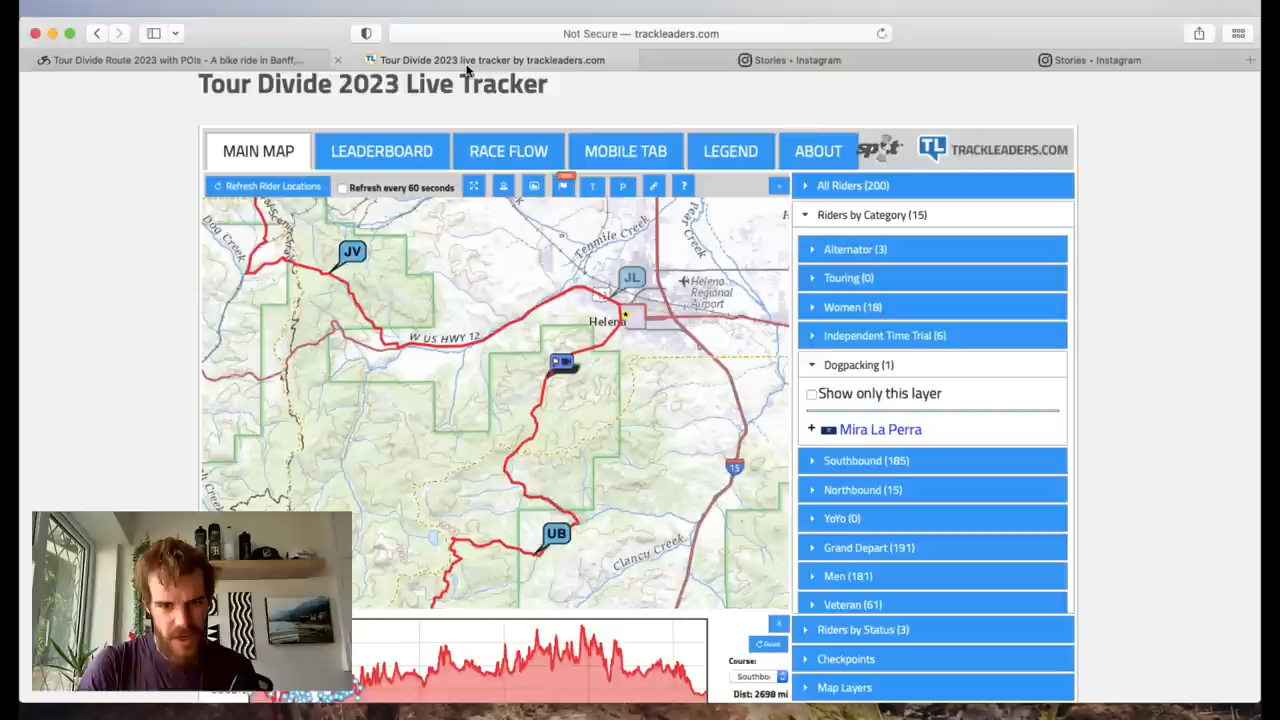 Not Secure — trackleaders.com
Tour Divide Route 2023 with POIs - A bike ride in Banff,...
Tour Divide 2023 live tracker by trackleaders.com
Stories • Instagram
Stories • Instagram
Tour Divide 2023 Live Tracker
MAIN MAP
LEADERBOARD
RACE FLOW
MOBILE TAB
LEGEND
ABOUT
spot
TL TRACKLEADERS.COM
Refresh Rider Locations
Refresh every 60 seconds
T
P
?
All Riders (200)
Riders by Category (15)
Alternator (3)
Touring (0)
Women (18)
Independent Time Trial (6)
Dogpacking (1)
Show only this layer
Mira La Perra
Southbound (185)
Northbound (15)
YoYo (0)
Grand Depart (191)
Men (181)
Veteran (61)
Riders by Status (3)
Checkpoints
Map Layers
Dog Creek
JV
Tenmile Creek
JL
Helena
Regional
Airport
Helena
W US HWY 12
15
UB
Clancy Creek
X
Reset
Course:
Southbo
Dist: 2698 mi